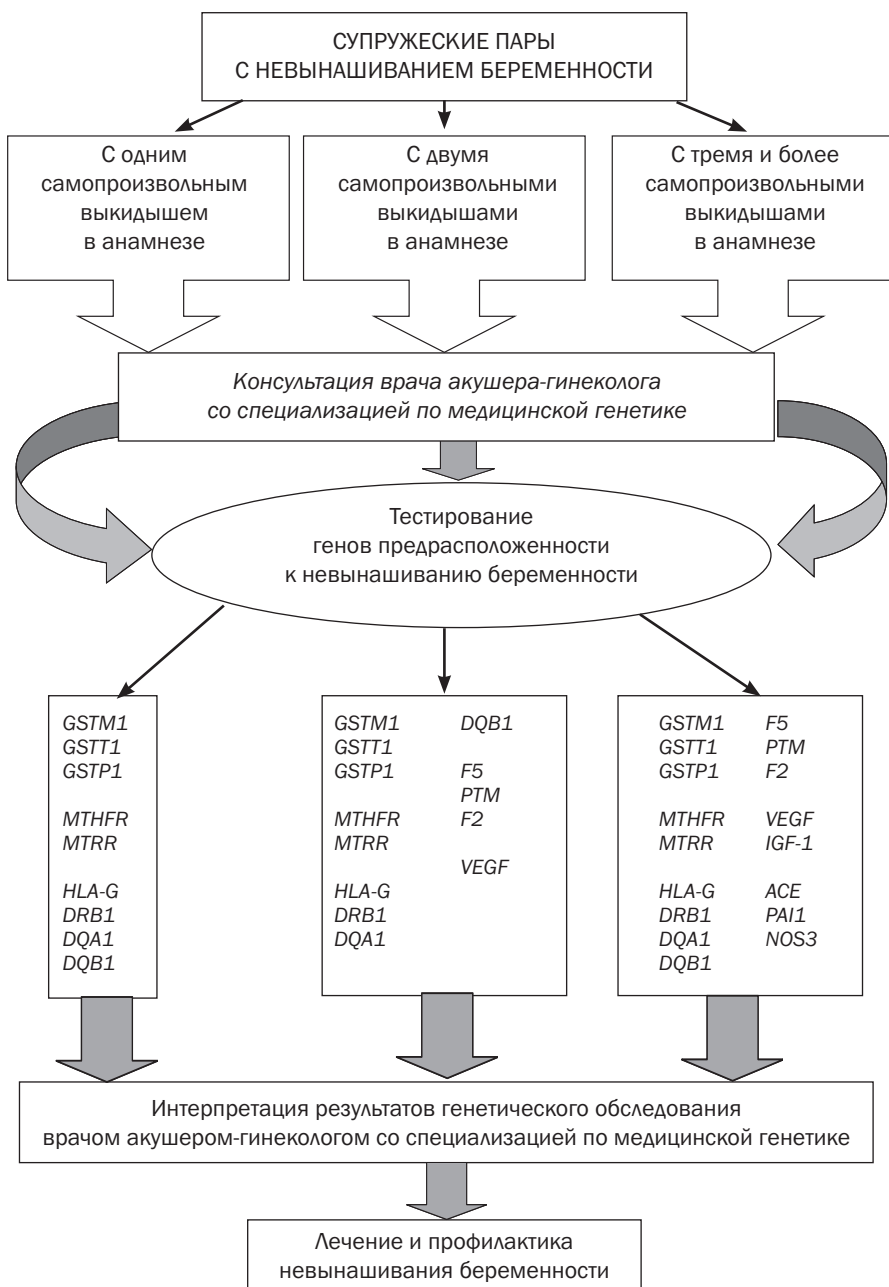 СУПРУЖЕСКИЕ ПАРЫ
С НЕВЫНАШИВАНИЕМ БЕРЕМЕННОСТИ
С одним
самопроизвольным
выкидышем
в анамнезе
С двумя
самопроизвольными
выкидышами
в анамнезе
С тремя и более
самопроизвольными
выкидышами
в анамнезе
Консультация врача акушера-гинеколога
со специализацией по медицинской генетике
Тестирование
генов предрасположенности
к невынашиванию беременности
GSTM1
GSTT1
GSTP1
MTHFR
MTRR
HLA-G
DRB1
DQA1
DQB1
GSTM1
GSTT1
GSTP1
MTHFR
MTRR
HLA-G
DRB1
DQA1
DQB1
F5
PTM
F2
VEGF
GSTM1
GSTT1
GSTP1
MTHFR
MTRR
HLA-G
DRB1
DQA1
DQB1
F5
PTM
F2
VEGF
IGF-1
ACE
PAI1
NOS3
Интерпретация результатов генетического обследования
врачом акушером-гинекологом со специализацией по медицинской генетике
Лечение и профилактика
невынашивания беременности